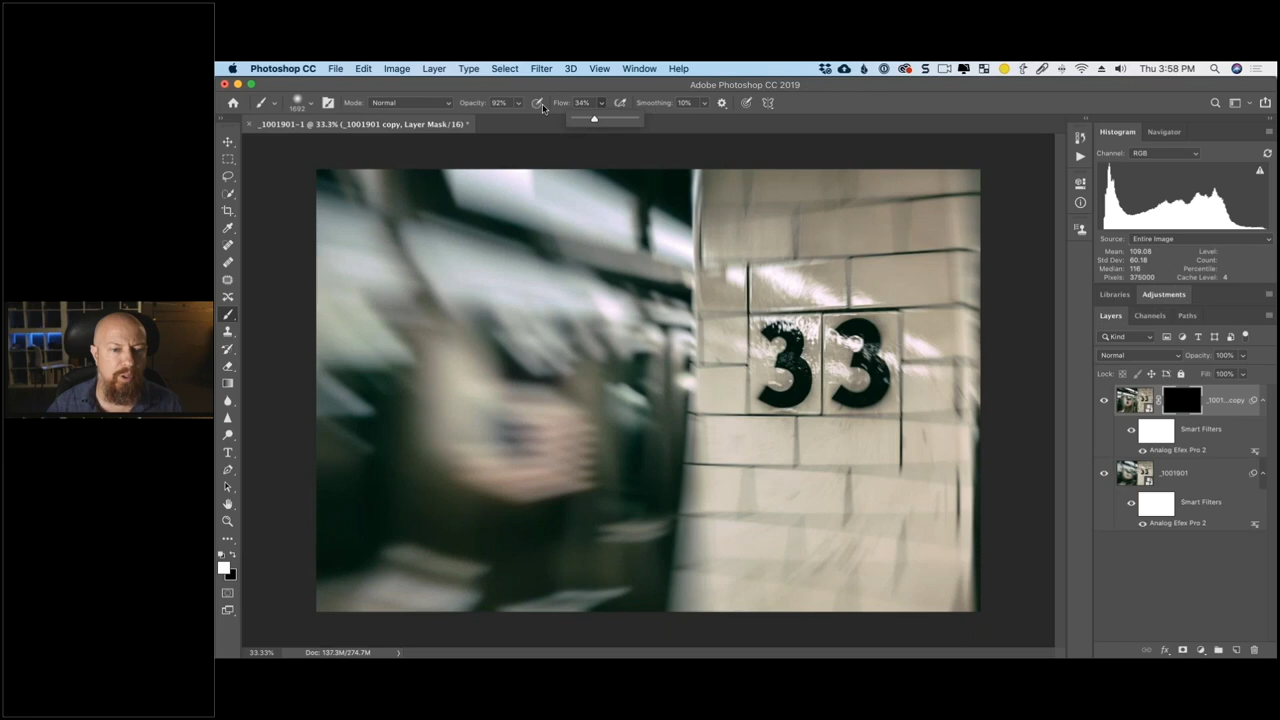 Photoshop CC File Edit Image Layer Type Select Filter 3D View Window Help Thu 3:58 PM
Adobe Photoshop CC 2019
1692 Mode: Normal Opacity: 92% Flow: 34% Smoothing: 10%
_1001901-1 @ 33.3% (_1001901 copy, Layer Mask/16) *
Histogram Navigator
Channel: RGB
Source: Entire Image
Mean: 109.08 Level:
Std Dev: 60.18 Count:
Median: 116 Percentile:
Pixels: 375000 Cache Level: 4
Libraries Adjustments
Layers Channels Paths
Kind
Normal Opacity: 100%
Lock: Fill: 100%
_1001...copy
Smart Filters
Analog Efex Pro 2
_1001901
Smart Filters
Analog Efex Pro 2
33
33.33% Doc: 137.3M/274.7M